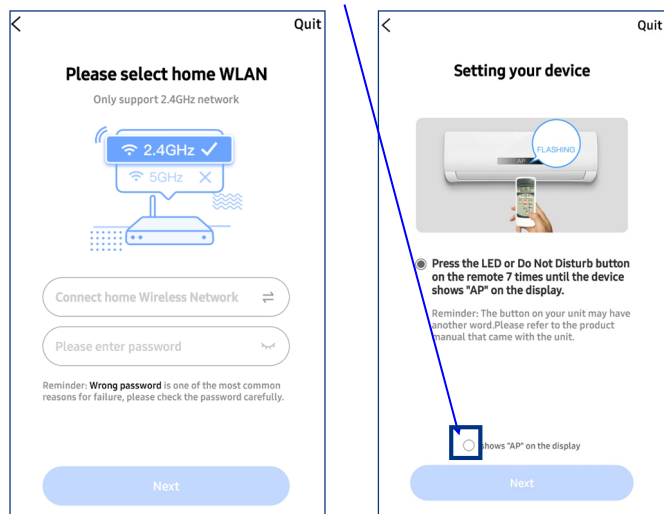 Quit
Please select home WLAN
Only support 2.4GHz network
2.4GHz
5GHz
Connect home Wireless Network
Please enter password
Reminder: Wrong password is one of the most common
reasons for failure, please check the password carefully.
Next
Quit
Setting your device
FLASHING
AP
Press the LED or Do Not Disturb button
on the remote 7 times until the device
shows "AP" on the display.
Reminder: The button on your unit may have
another word.Please refer to the product
manual that came with the unit.
shows "AP" on the display
Next